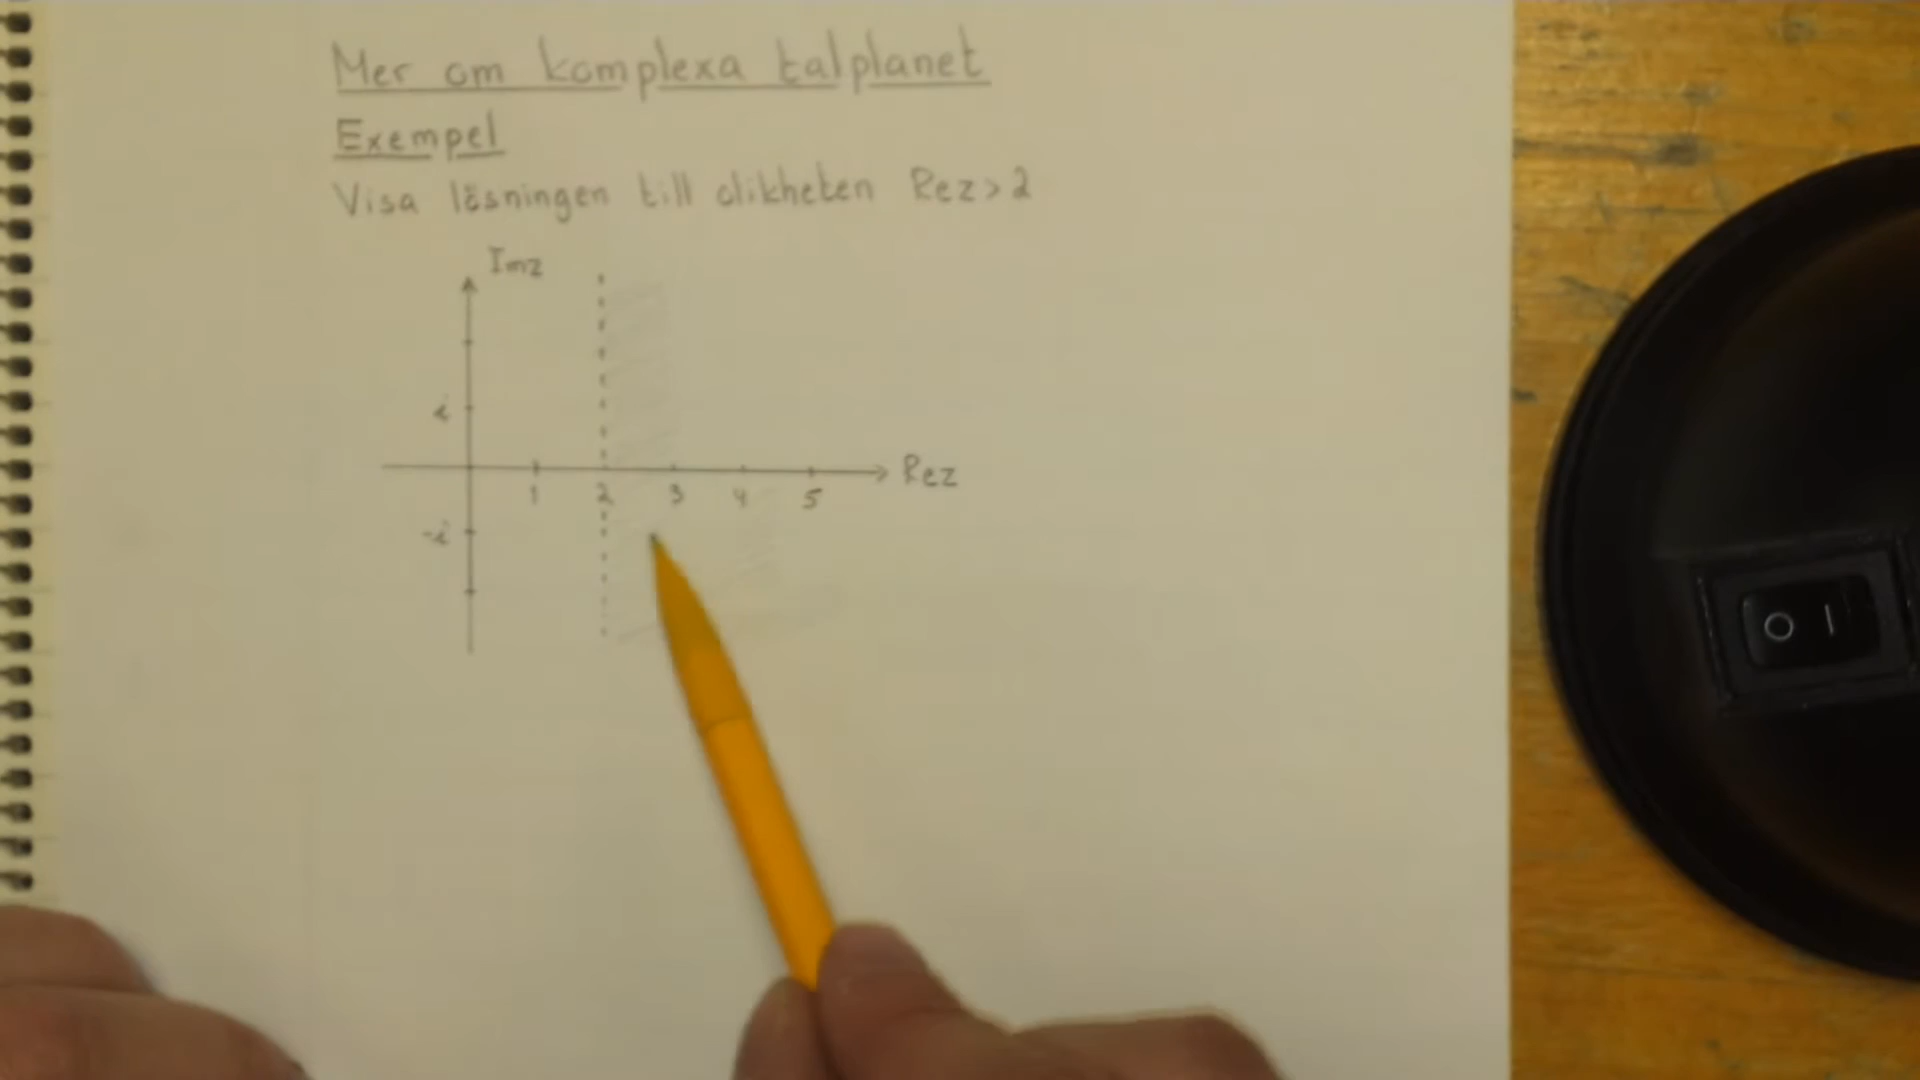 Mer om komplexa talplanet
Exempel
Visa lösningen till olikheten Rez>2
Imz
i
Rez
1 2 3 4 5
-i
O I